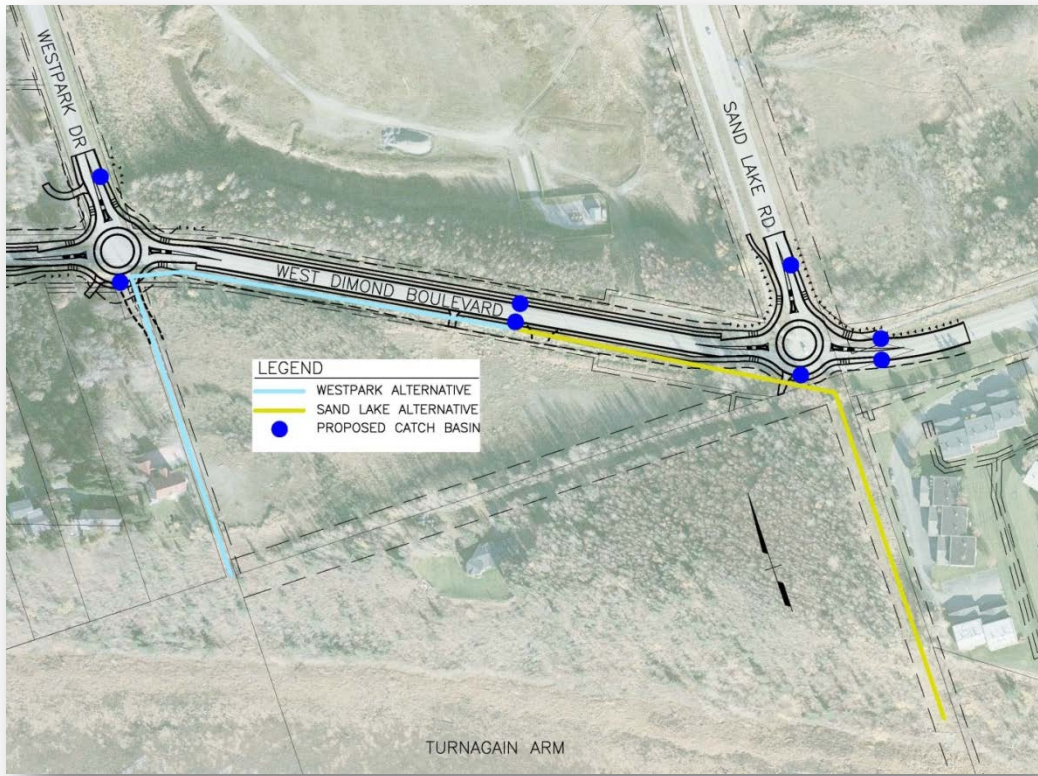 WESTPARK DR
SAND LAKE RD
WEST DIMOND BOULEVARD
LEGEND
WESTPARK ALTERNATIVE
SAND LAKE ALTERNATIVE
PROPOSED CATCH BASIN
TURNAGAIN ARM